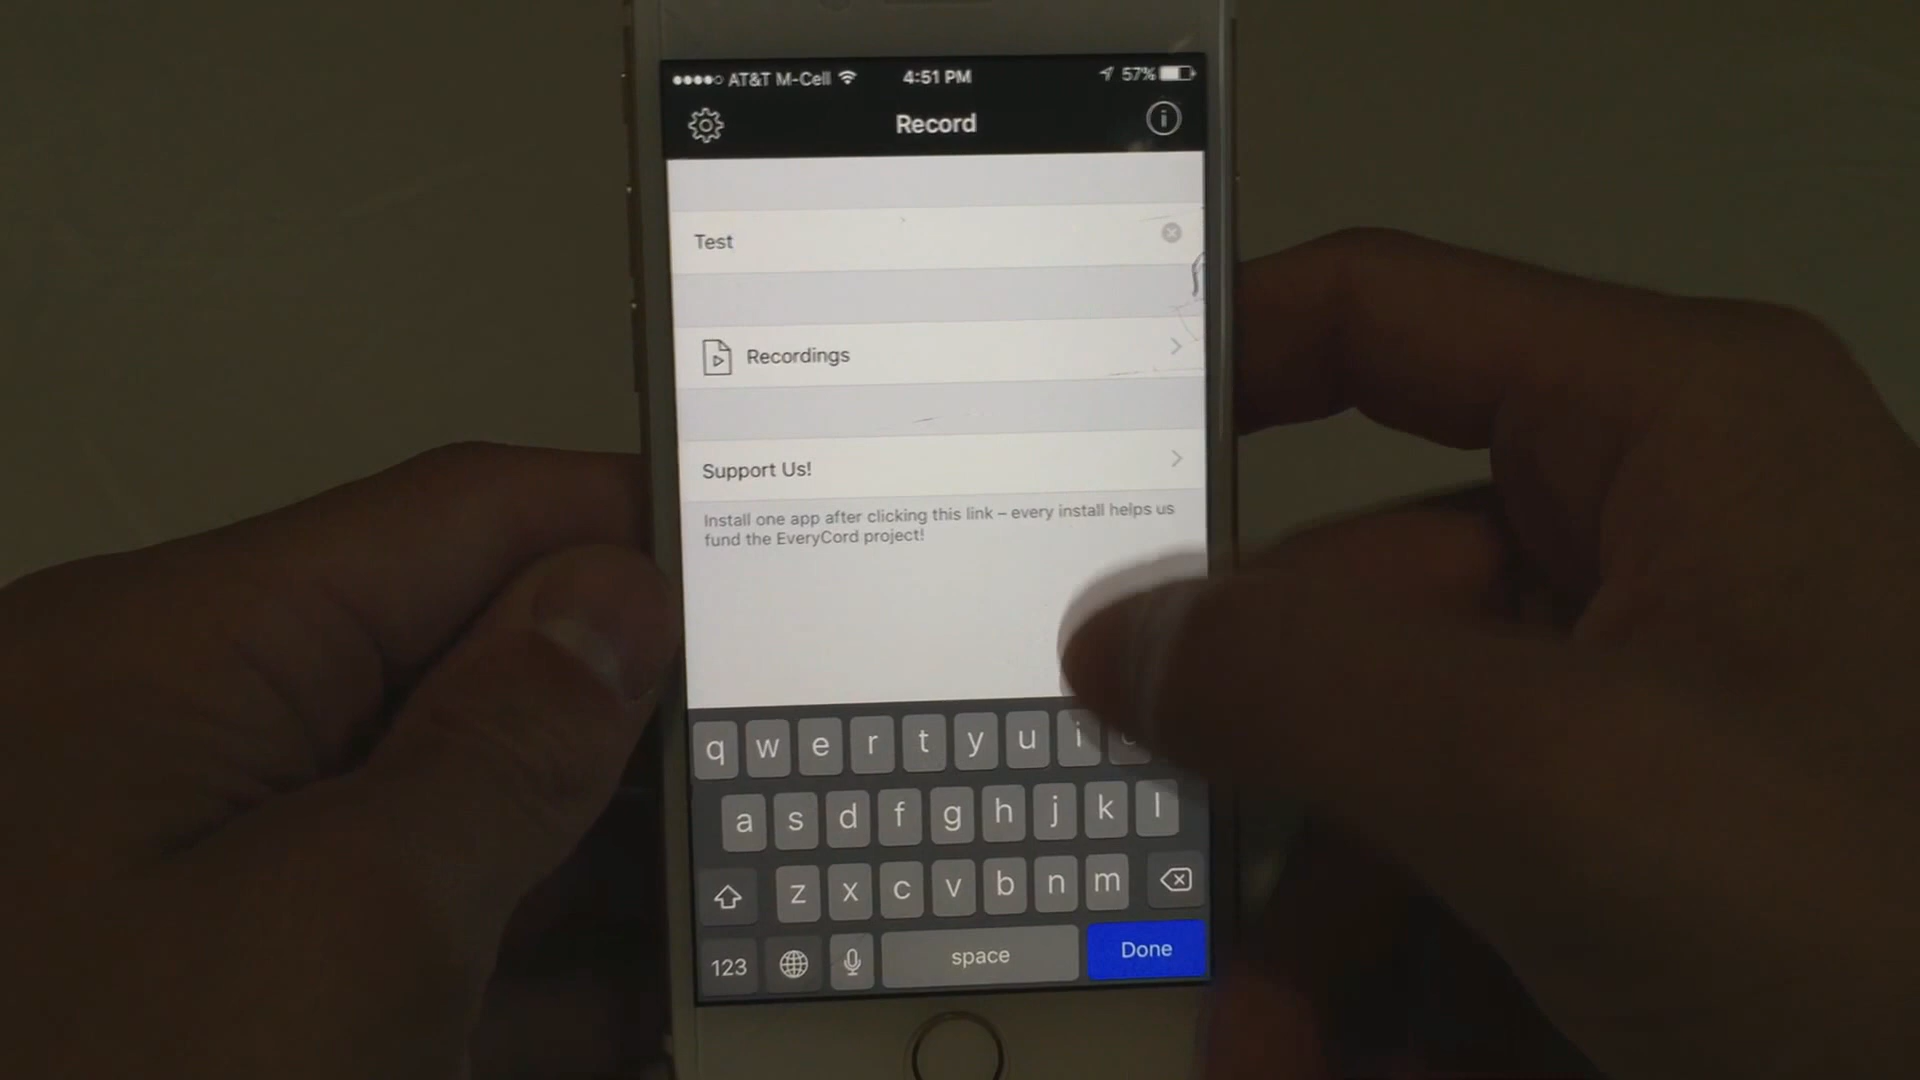 AT&T M-Cell 4:51 PM 57%
Record
Test
Recordings
Support Us!
Install one app after clicking this link – every install helps us
fund the EveryCord project!
q w e r t y u i
a s d f g h j k l
z x c v b n m
123 space Done